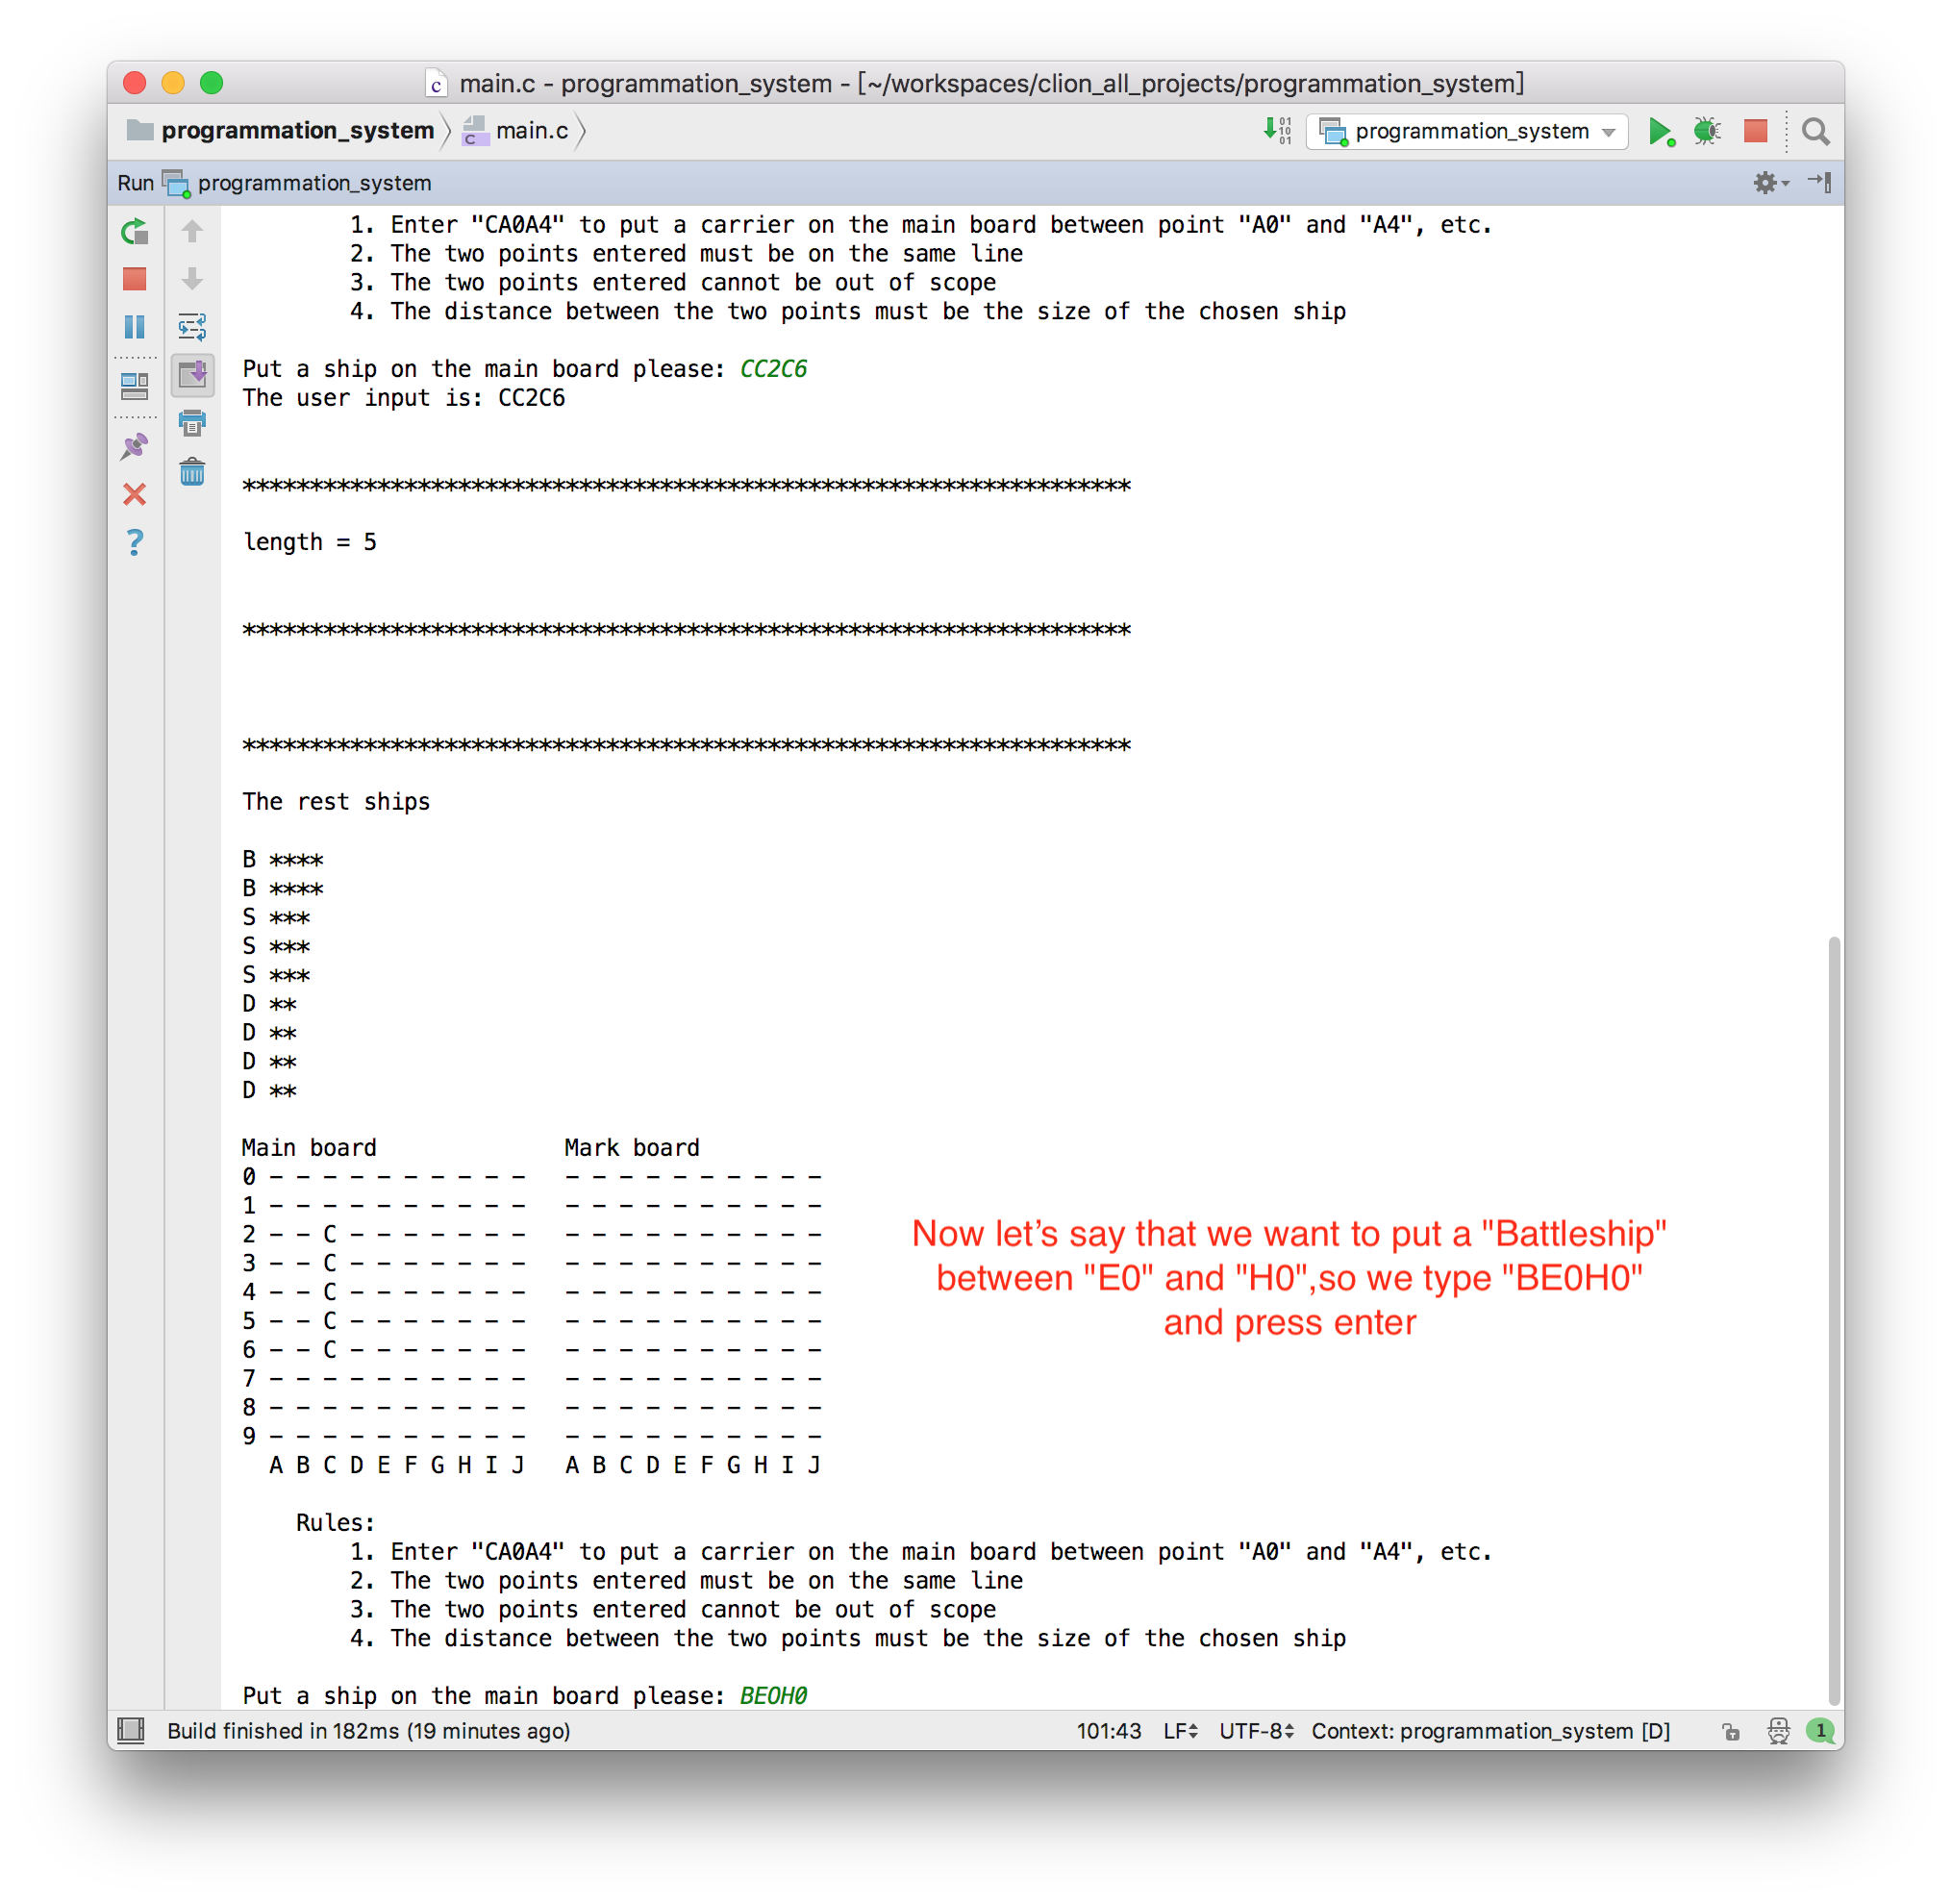 main.c - programmation_system - [~/workspaces/clion_all_projects/programmation_system]
programmation_system main.c programmation_system
Run programmation_system
1. Enter "CA0A4" to put a carrier on the main board between point "A0" and "A4", etc.
2. The two points entered must be on the same line
3. The two points entered cannot be out of scope
4. The distance between the two points must be the size of the chosen ship
Put a ship on the main board please: CC2C6
The user input is: CC2C6
******************************************************************
length = 5
******************************************************************
******************************************************************
The rest ships
B ****
B ****
S ***
S ***
S ***
D **
D **
D **
D **
Main board Mark board
0 - - - - - - - - - - - - - - - - - - - -
1 - - - - - - - - - - - - - - - - - - - -
2 - - C - - - - - - - - - - - - - - - - -
3 - - C - - - - - - - - - - - - - - - - -
4 - - C - - - - - - - - - - - - - - - - -
5 - - C - - - - - - - - - - - - - - - - -
6 - - C - - - - - - - - - - - - - - - - -
7 - - - - - - - - - - - - - - - - - - - -
8 - - - - - - - - - - - - - - - - - - - -
9 - - - - - - - - - - - - - - - - - - - -
A B C D E F G H I J A B C D E F G H I J
Now let’s say that we want to put a "Battleship"
between "E0" and "H0",so we type "BE0H0"
and press enter
Rules:
1. Enter "CA0A4" to put a carrier on the main board between point "A0" and "A4", etc.
2. The two points entered must be on the same line
3. The two points entered cannot be out of scope
4. The distance between the two points must be the size of the chosen ship
Put a ship on the main board please: BEOH0
Build finished in 182ms (19 minutes ago) 101:43 LF UTF-8 Context: programmation_system [D] 1